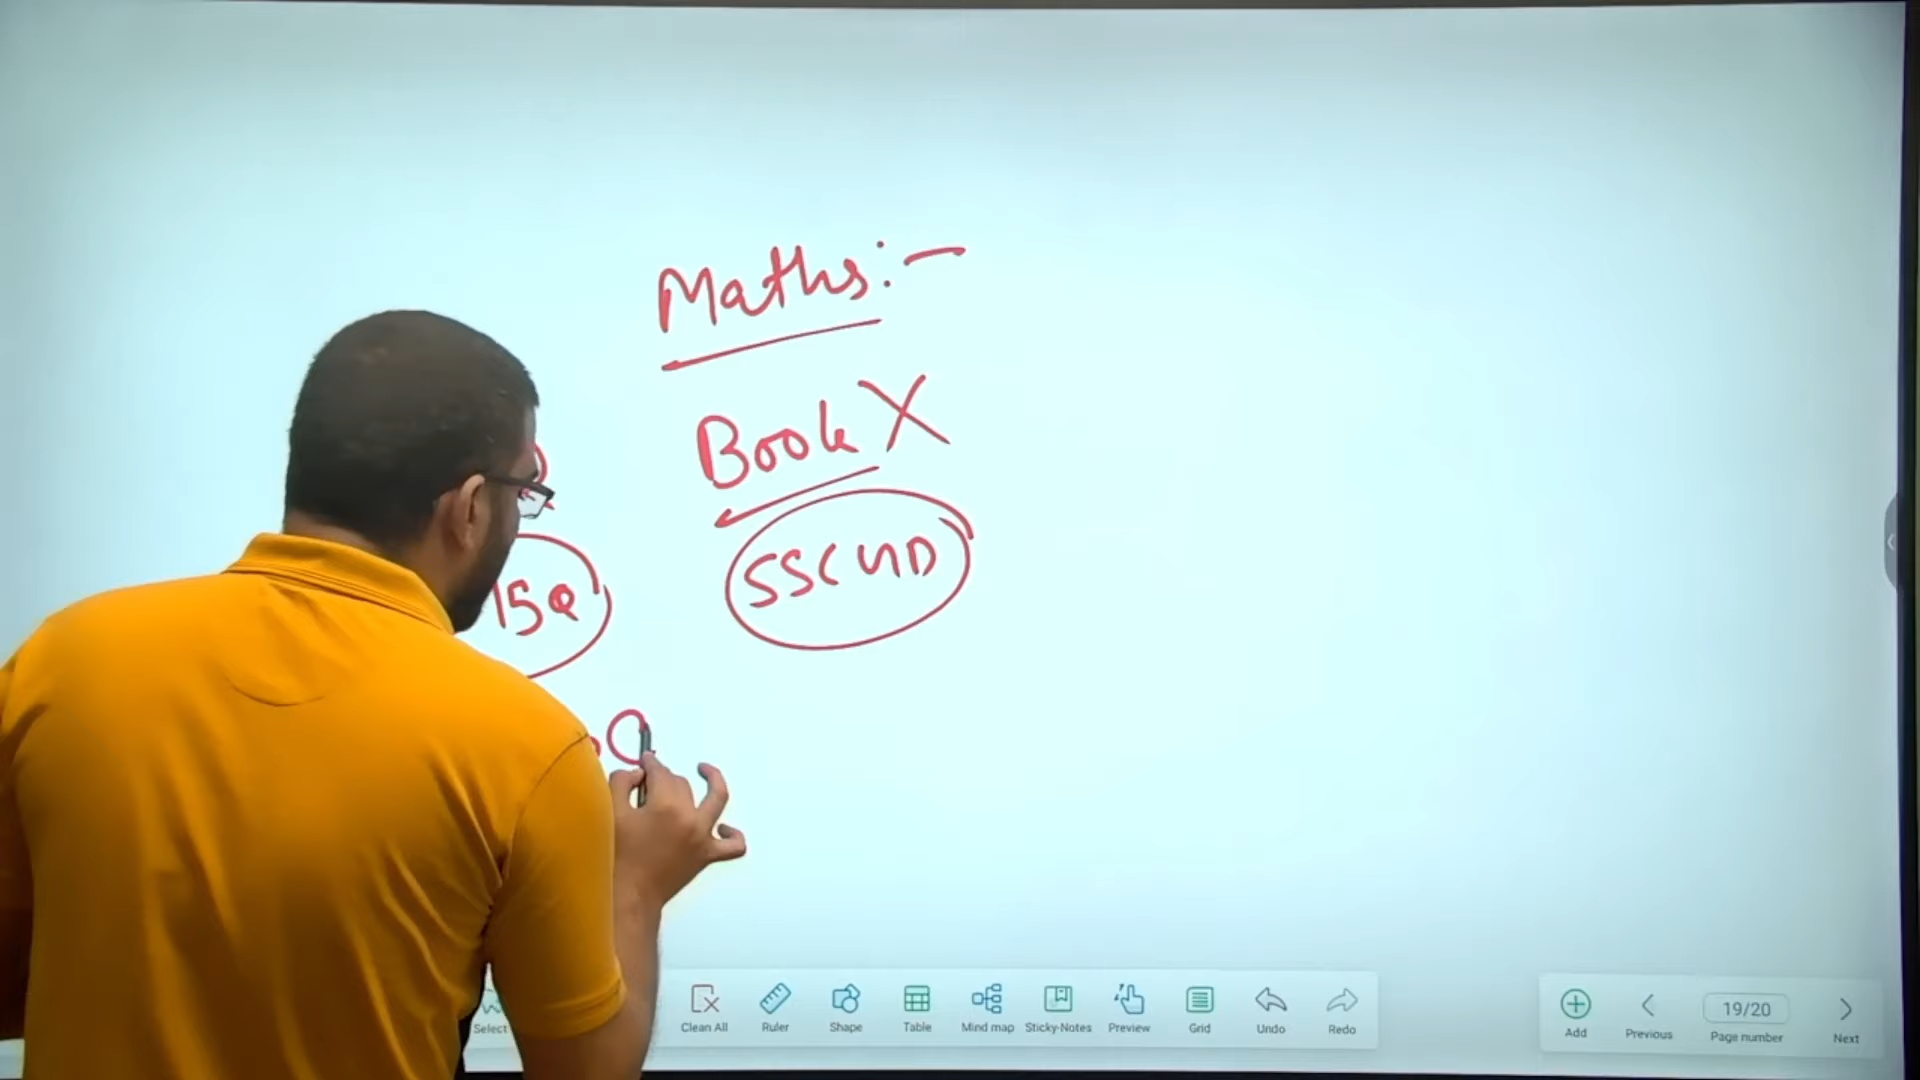 Maths:-
Book X
15Q
SSC UD
Select
Clean All
Ruler
Shape
Table
Mind map
Sticky-Notes
Preview
Grid
Undo
Redo
Add
Previous
19/20
Page number
Next